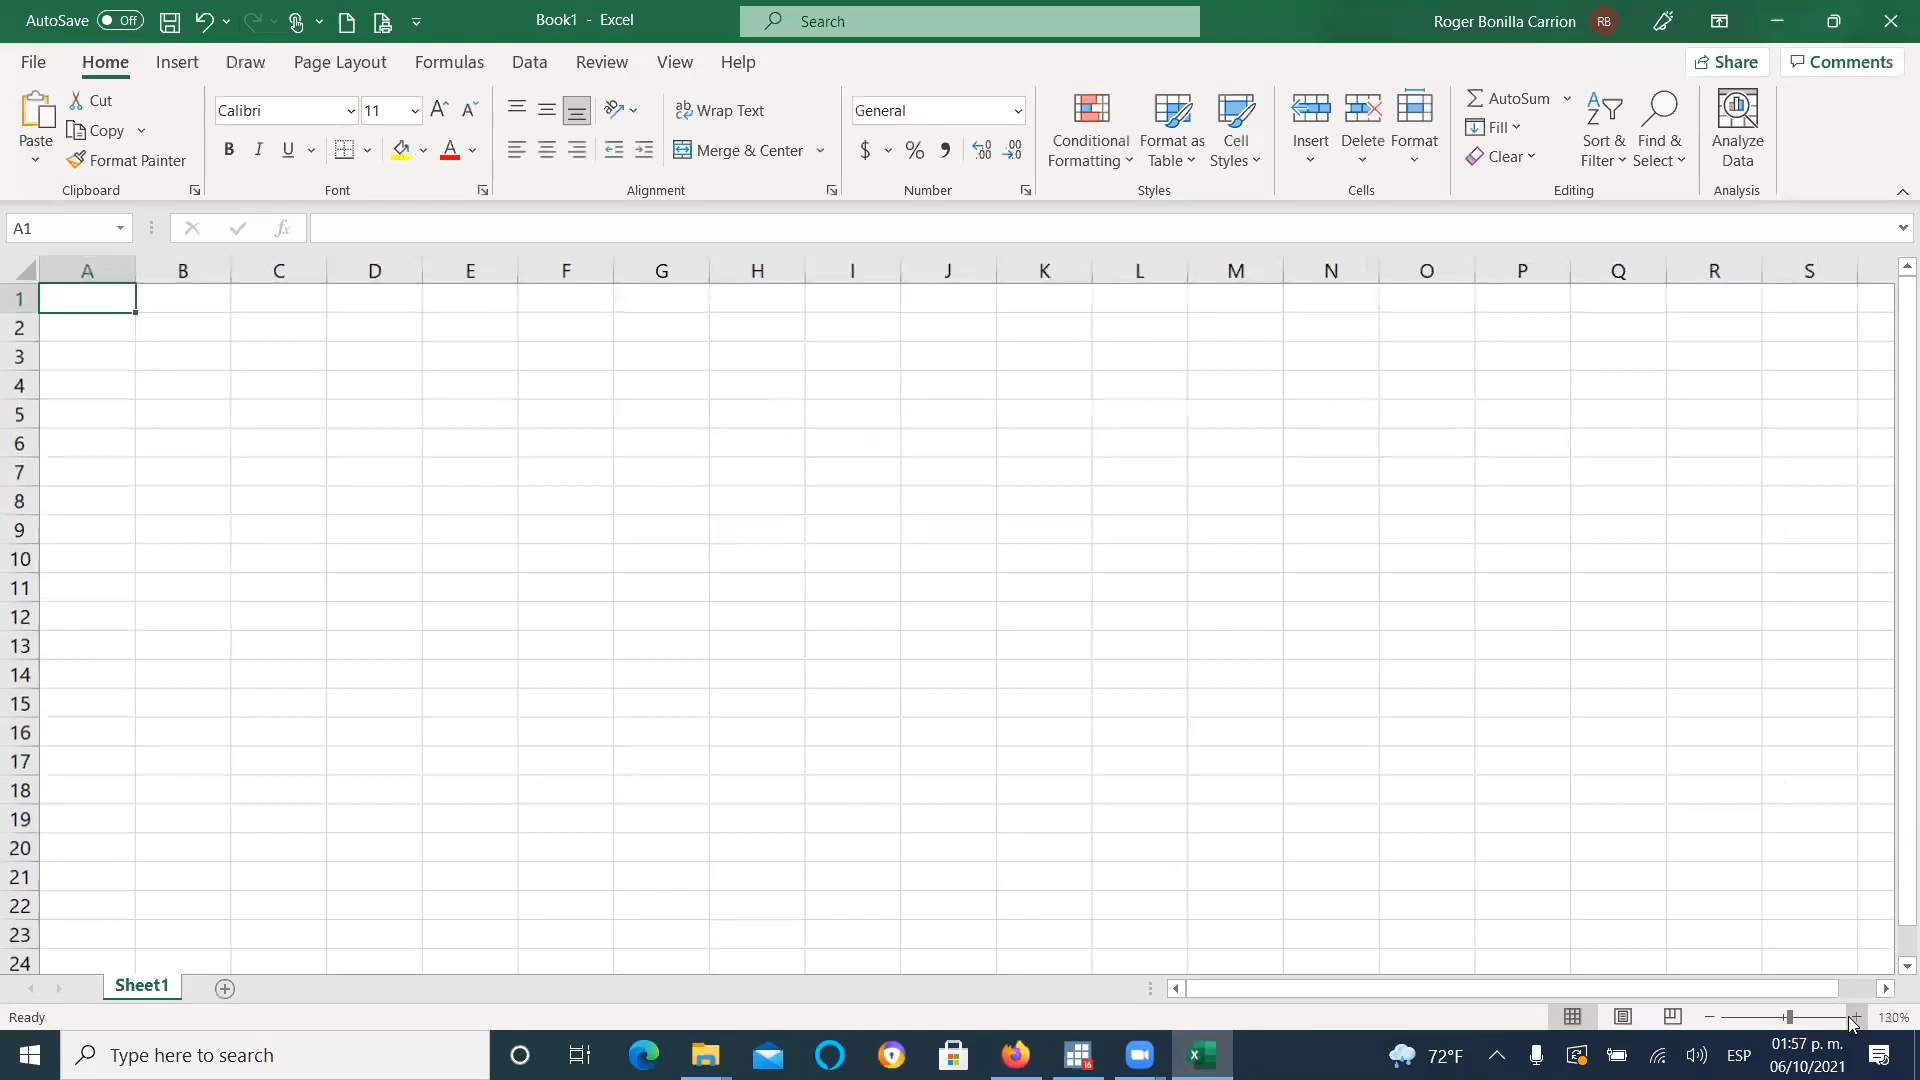 AutoSave Off Book1 - Excel Search Roger Bonilla Carrion RB
File Home Insert Draw Page Layout Formulas Data Review View Help Share Comments
Paste
Cut
Copy
Format Painter
Clipboard
Calibri 11
B I U A
Font
Wrap Text
Merge & Center
Alignment
General
$ % , .00 .00
Number
Conditional Formatting
Format as Table
Cell Styles
Styles
Insert Delete Format
Cells
AutoSum
Fill
Clear
Sort & Filter
Find & Select
Editing
Analyze Data
Analysis
A1 fx
A B C D E F G H I J K L M N O P Q R S
1
2
3
4
5
6
7
8
9
10
11
12
13
14
15
16
17
18
19
20
21
22
23
24
Sheet1
Ready 130%
Type here to search 16 72°F ESP 01:57 p. m.
06/10/2021